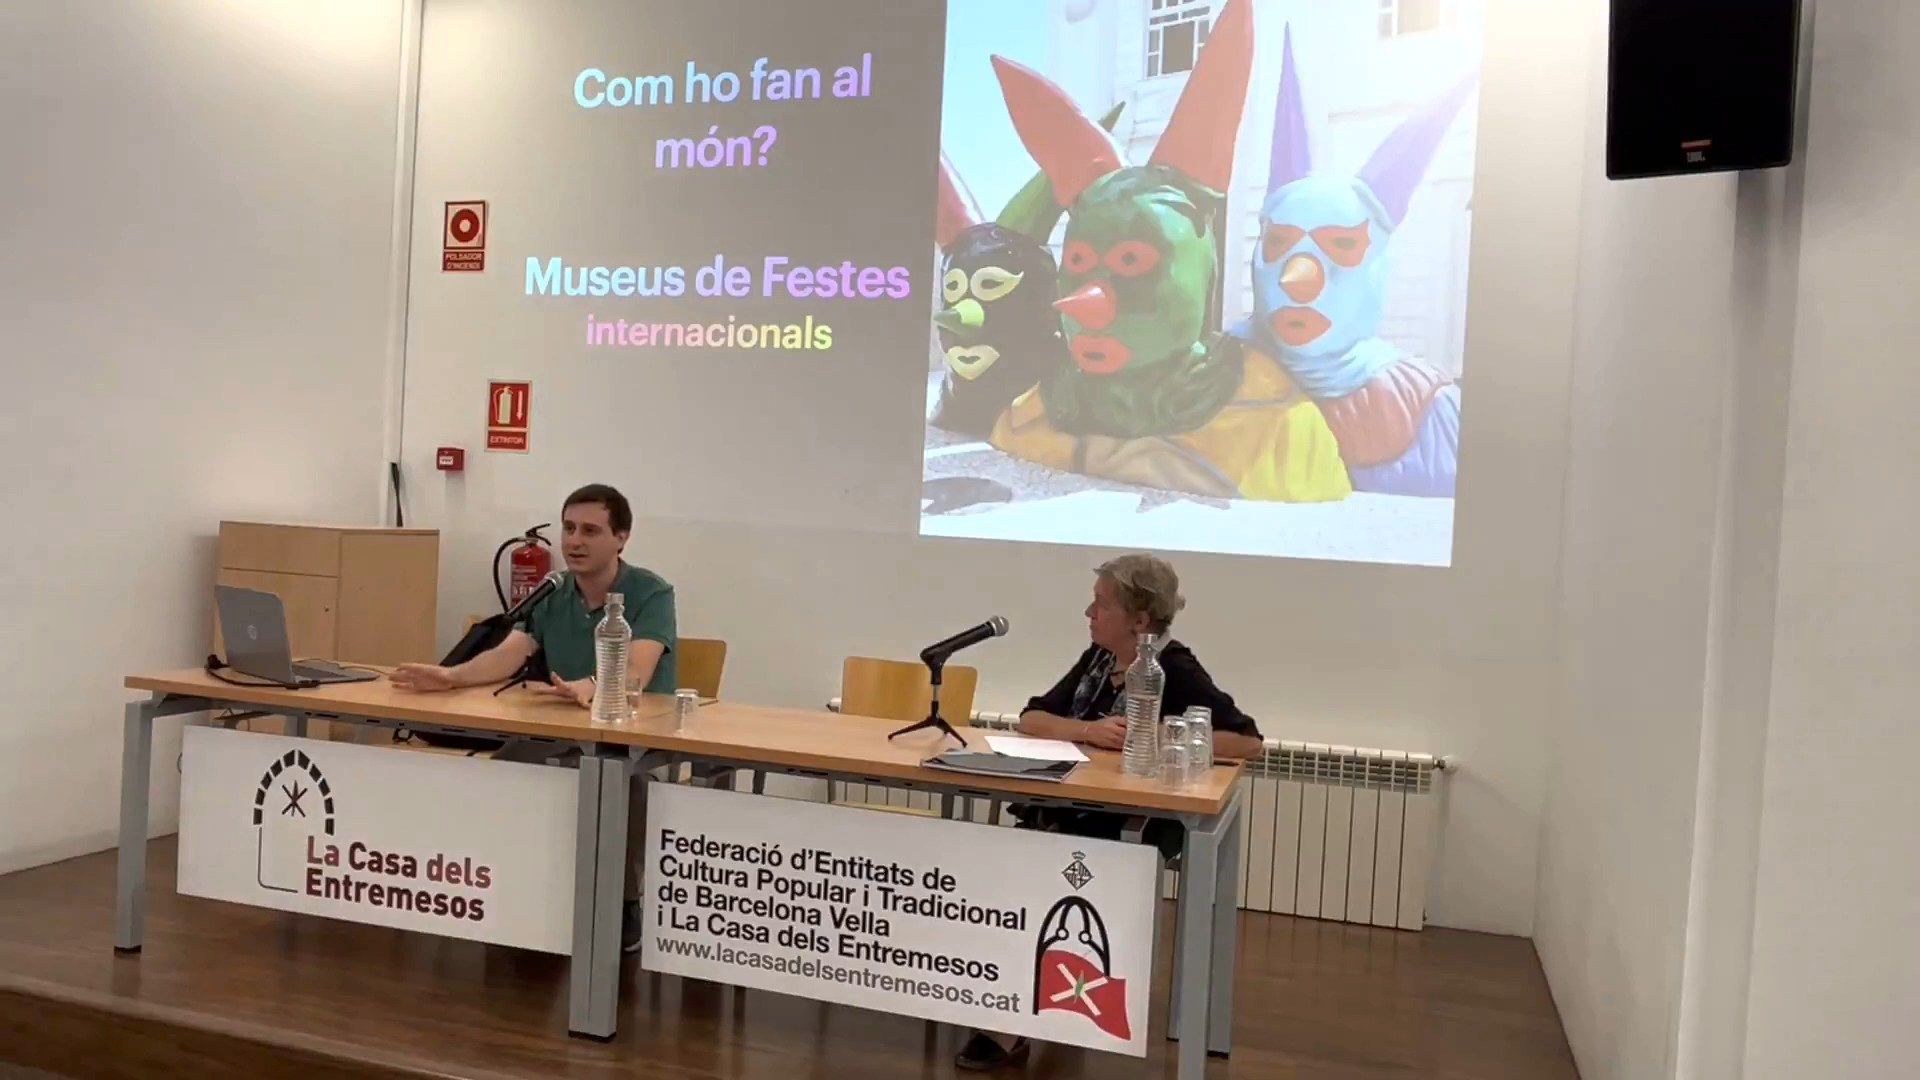 Com ho fan al
món?
Museus de Festes
internacionals
POLSADOR
D'INCENDI
EXTINTOR
JBL
La Casa dels
Entremesos
Federació d'Entitats de
Cultura Popular i Tradicional
de Barcelona Vella
i La Casa dels Entremesos
www.lacasadelsentremesos.cat